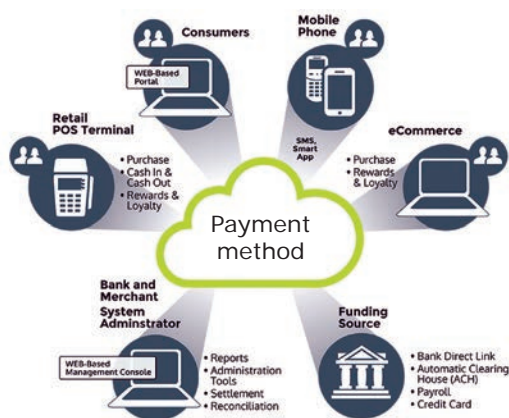 Consumers
WEB-Based
Portal
Mobile
Phone
SMS,
Smart
App
Retail
POS Terminal
• Purchase
• Cash In &
Cash Out
• Rewards &
Loyalty
eCommerce
• Purchase
• Rewards
& Loyalty
Payment
method
Bank and
Merchant
System
Adminstrator
WEB-Based
Management Console
• Reports
• Administration
Tools
• Settlement
• Reconciliation
Funding
Source
• Bank Direct Link
• Automatic Clearing
House (ACH)
• Payroll
• Credit Card